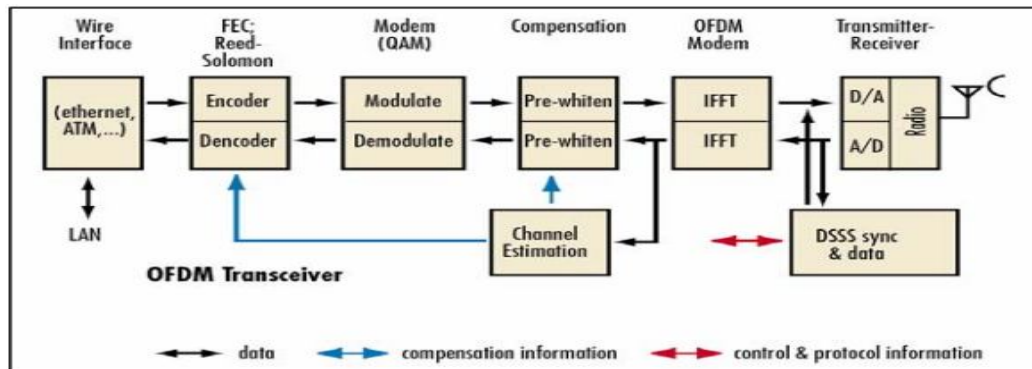 Wire
Interface
FEC;
Reed-
Solomon
Modem
(QAM)
Compensation
OFDM
Modem
Transmitter-
Receiver
(ethernet,
ATM,...)
Encoder
Dencoder
Modulate
Demodulate
Pre-whiten
Pre-whiten
IFFT
IFFT
D/A
A/D
Radio
LAN
Channel
Estimation
DSSS sync
& data
OFDM Transceiver
data
compensation information
control & protocol information